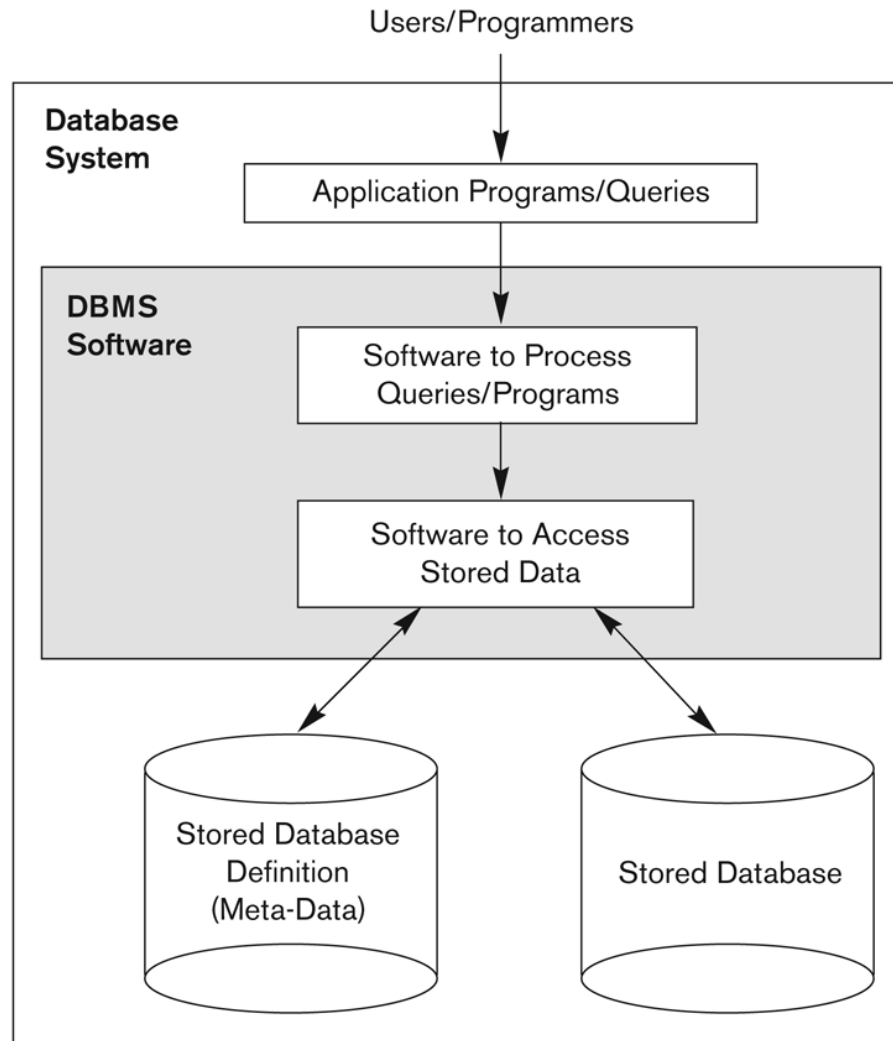 Users/Programmers
Database
System
Application Programs/Queries
DBMS
Software
Software to Process
Queries/Programs
Software to Access
Stored Data
Stored Database
Definition
(Meta-Data)
Stored Database